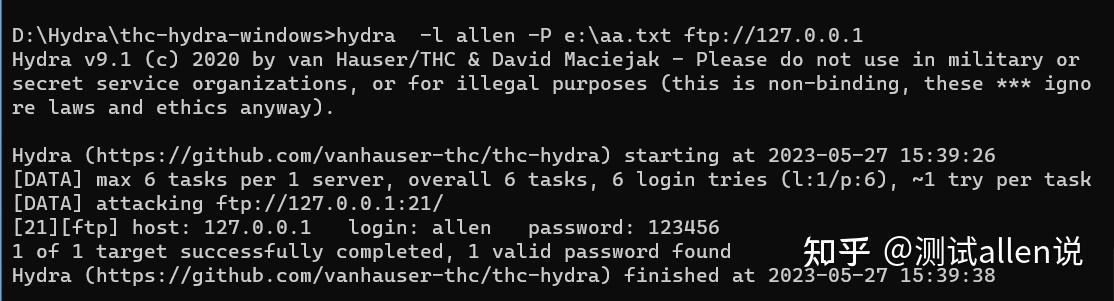 D:\Hydra\thc-hydra-windows>hydra  -l allen -P e:\aa.txt ftp://127.0.0.1
Hydra v9.1 (c) 2020 by van Hauser/THC & David Maciejak - Please do not use in military or
secret service organizations, or for illegal purposes (this is non-binding, these *** igno
re laws and ethics anyway).

Hydra (https://github.com/vanhauser-thc/thc-hydra) starting at 2023-05-27 15:39:26
[DATA] max 6 tasks per 1 server, overall 6 tasks, 6 login tries (l:1/p:6), ~1 try per task
[DATA] attacking ftp://127.0.0.1:21/
[21][ftp] host: 127.0.0.1   login: allen   password: 123456
1 of 1 target successfully completed, 1 valid password found
Hydra (https://github.com/vanhauser-thc/thc-hydra) finished at 2023-05-27 15:39:38
知乎 @测试allen说